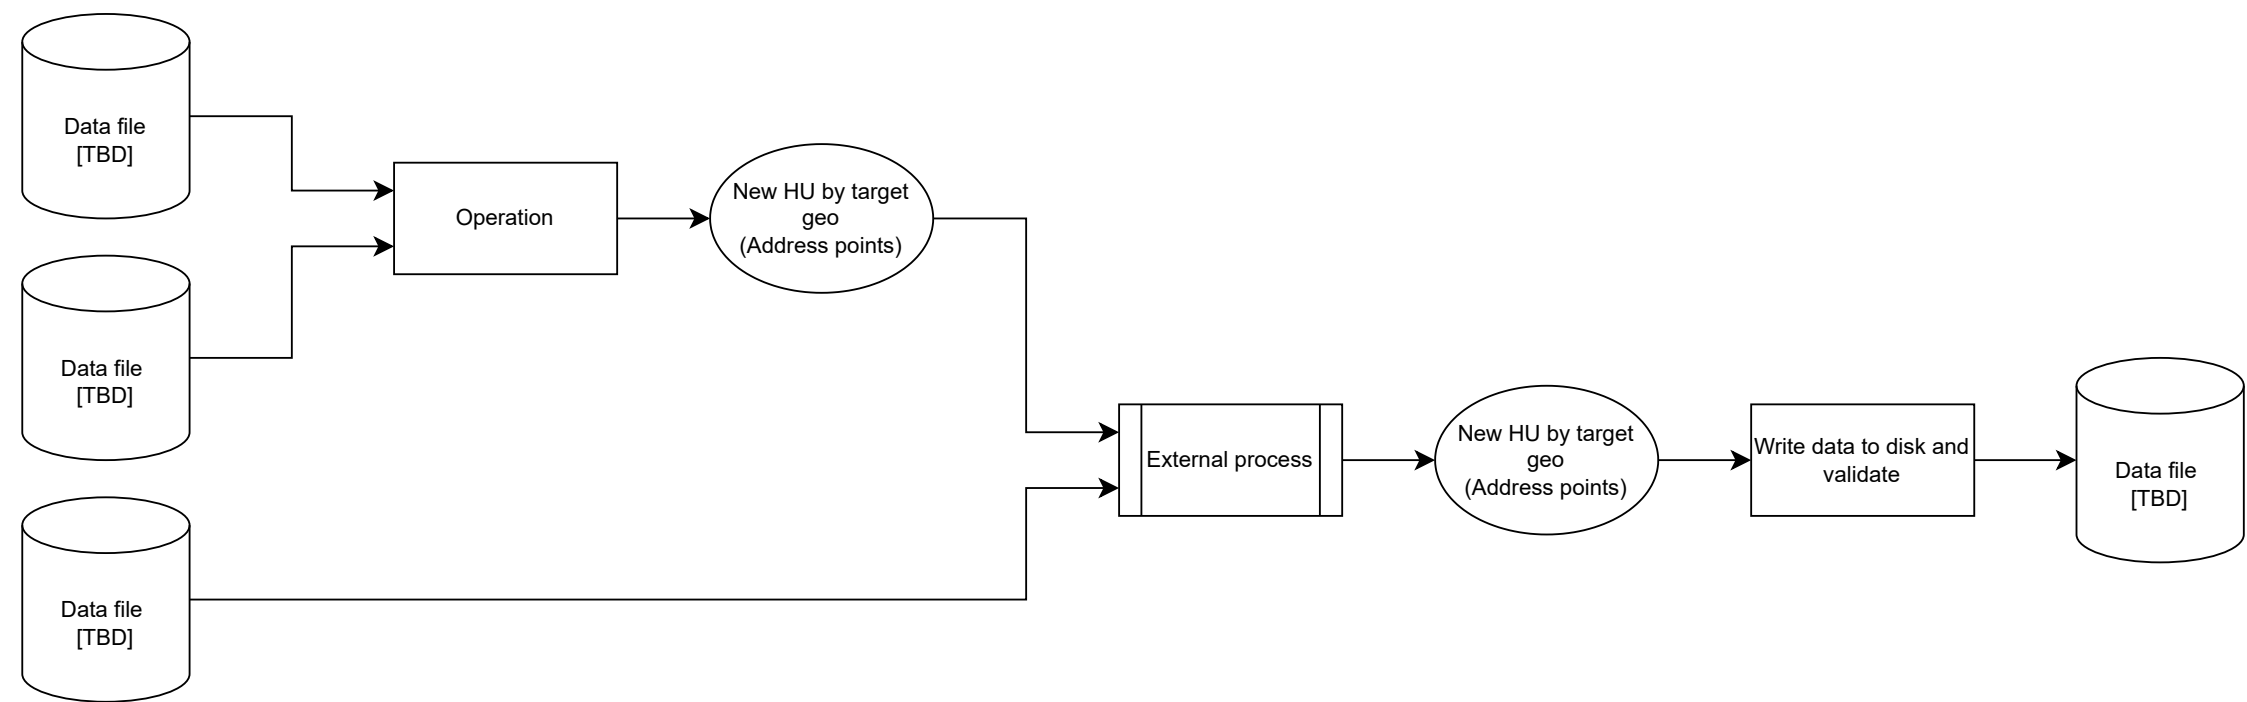 Data file
[TBD]
Operation
New HU by target
geo
(Address points)
Data file
[TBD]
External process
New HU by target
geo
(Address points)
Write data to disk and
validate
Data file
[TBD]
Data file
[TBD]